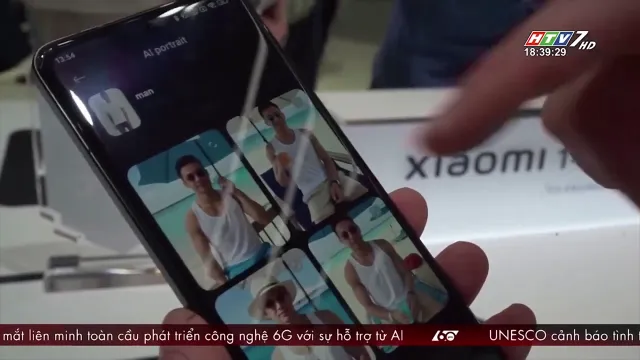 HTV7 HD
18:39:29
13:54
AI portrait
man
xiaomi 1
mắt liên minh toàn cầu phát triển công nghệ 6G với sự hỗ trợ từ AI
UNESCO cảnh báo tình